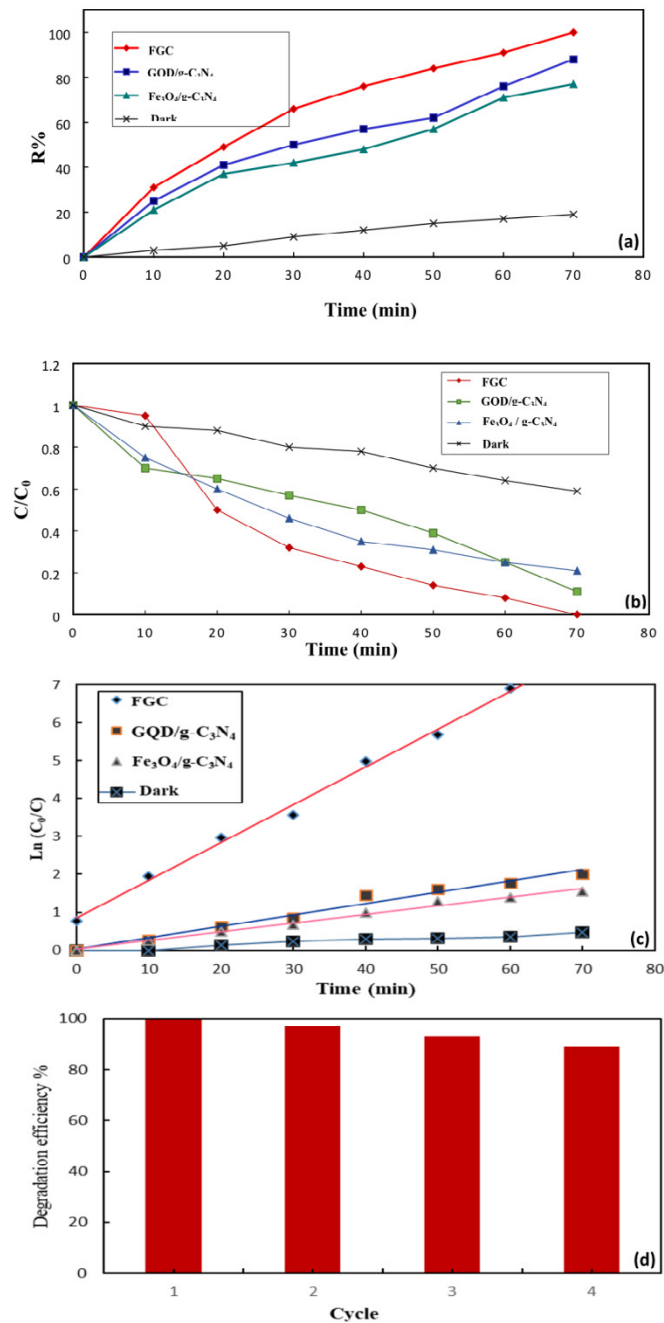 FGC
GOD/g-C₃N₄
Fe₃O₄/g-C₃N₄
Dark
100
80
60
40
20
0
R%
0 10 20 30 40 50 60 70 80
(a)
Time (min)
1.2
1
0.8
0.6
0.4
0.2
0
C/C₀
FGC
GOD/g-C₃N₄
Fe₃O₄ / g-C₃N₄
Dark
(b)
0 10 20 30 40 50 60 70 80
Time (min)
7
6
5
4
3
2
1
0
Ln (C₀/C)
FGC
GQD/g-C₃N₄
Fe₃O₄/g-C₃N₄
Dark
(c)
0 10 20 30 40 50 60 70 80
Time (min)
100
80
60
40
20
0
Degradation efficiency %
(d)
1 2 3 4
Cycle